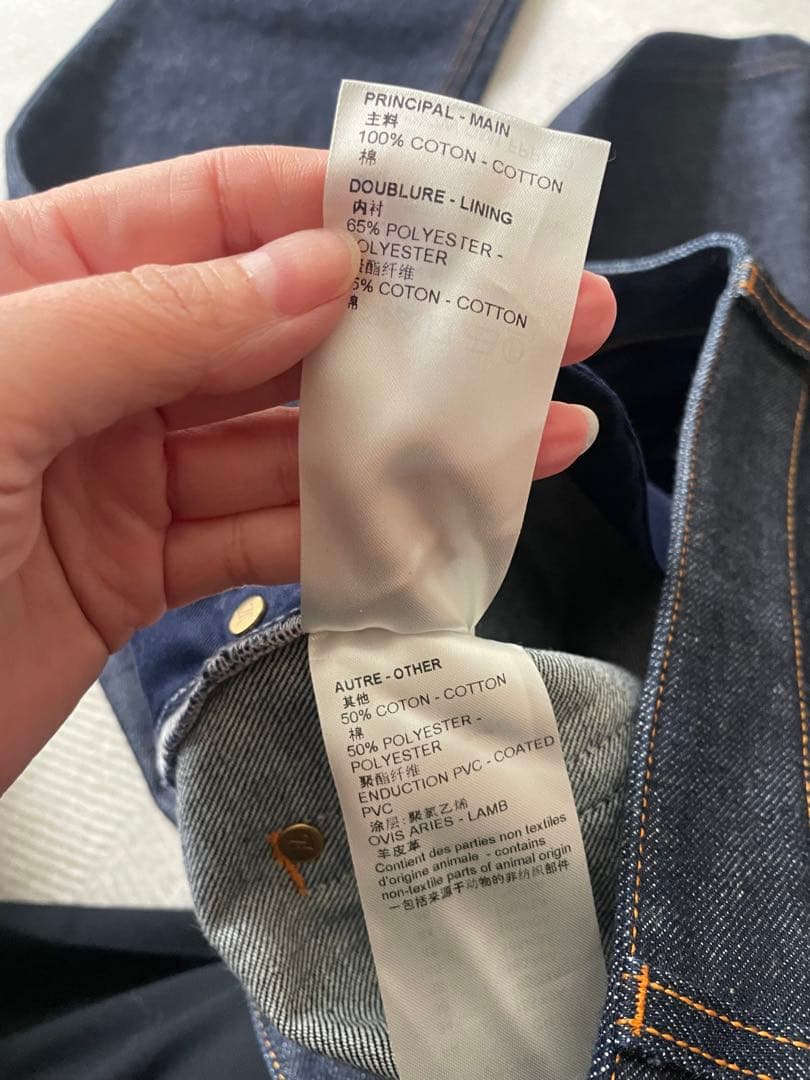 PRINCIPAL - MAIN
主料
100% COTON - COTTON
棉
DOUBLURE - LINING
内衬
65% POLYESTER -
OLYESTER
酯纤维
5% COTON - COTTON
棉
AUTRE - OTHER
其他
50% COTON - COTTON
棉
50% POLYESTER -
POLYESTER
聚酯纤维
ENDUCTION PVC - COATED
PVC
涂层: 聚氯乙烯
OVIS ARIES - LAMB
羊皮革
Contient des parties non textiles
d'origine animale - contains
non-textile parts of animal origin
一包括来源于动物的非纺织部件